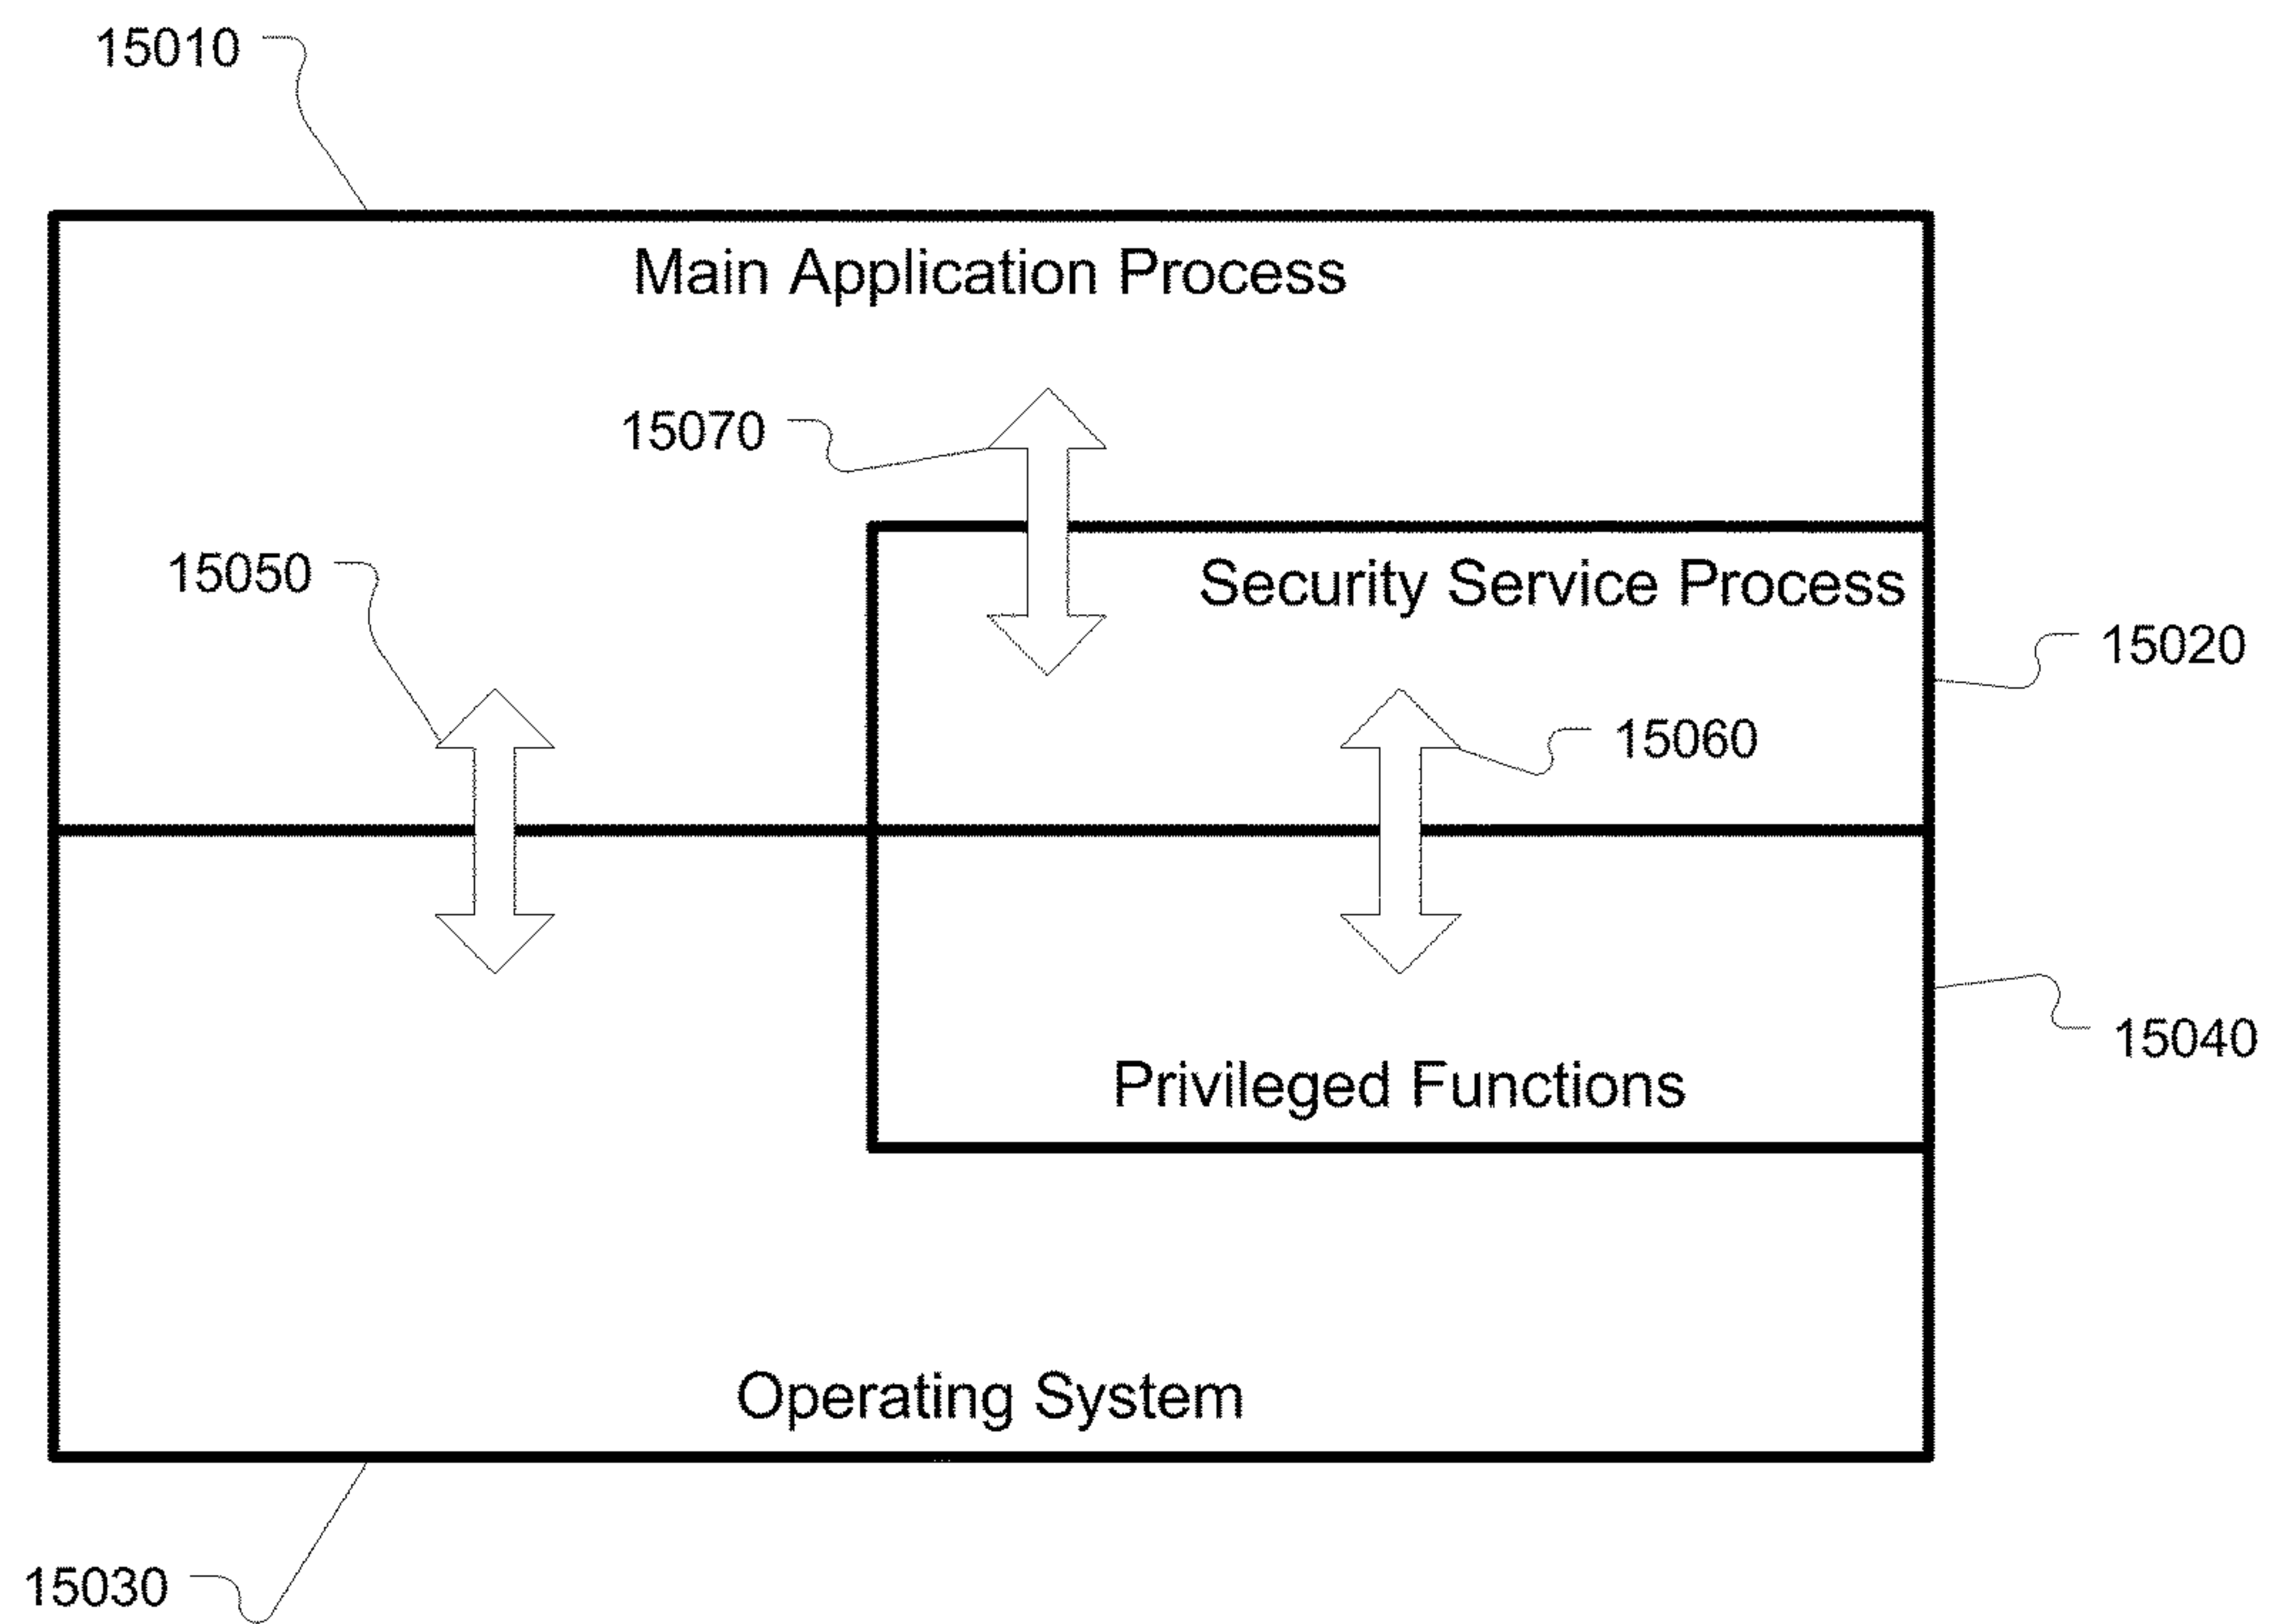 15010
Main Application Process
15070
15050
Security Service Process
15020
15060
15040
Privileged Functions
Operating System
15030